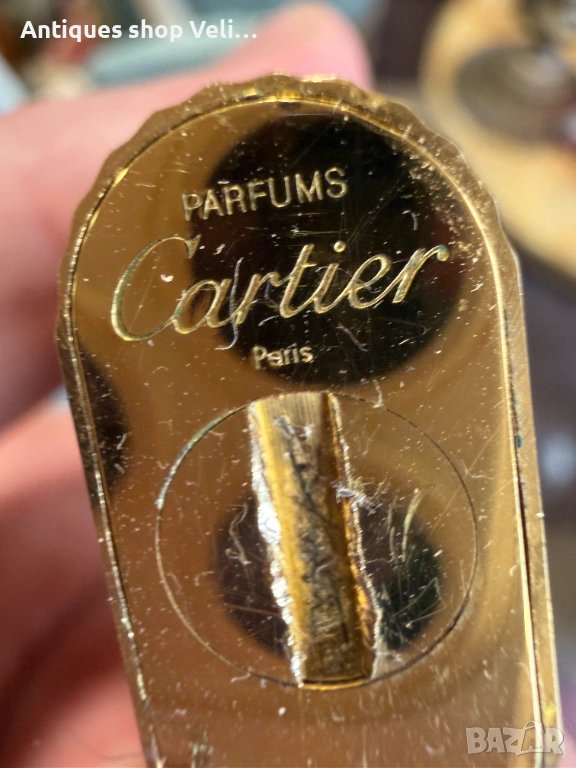 Antiques shop Veli...
PARFUMS
Cartier
Paris
BAZAR